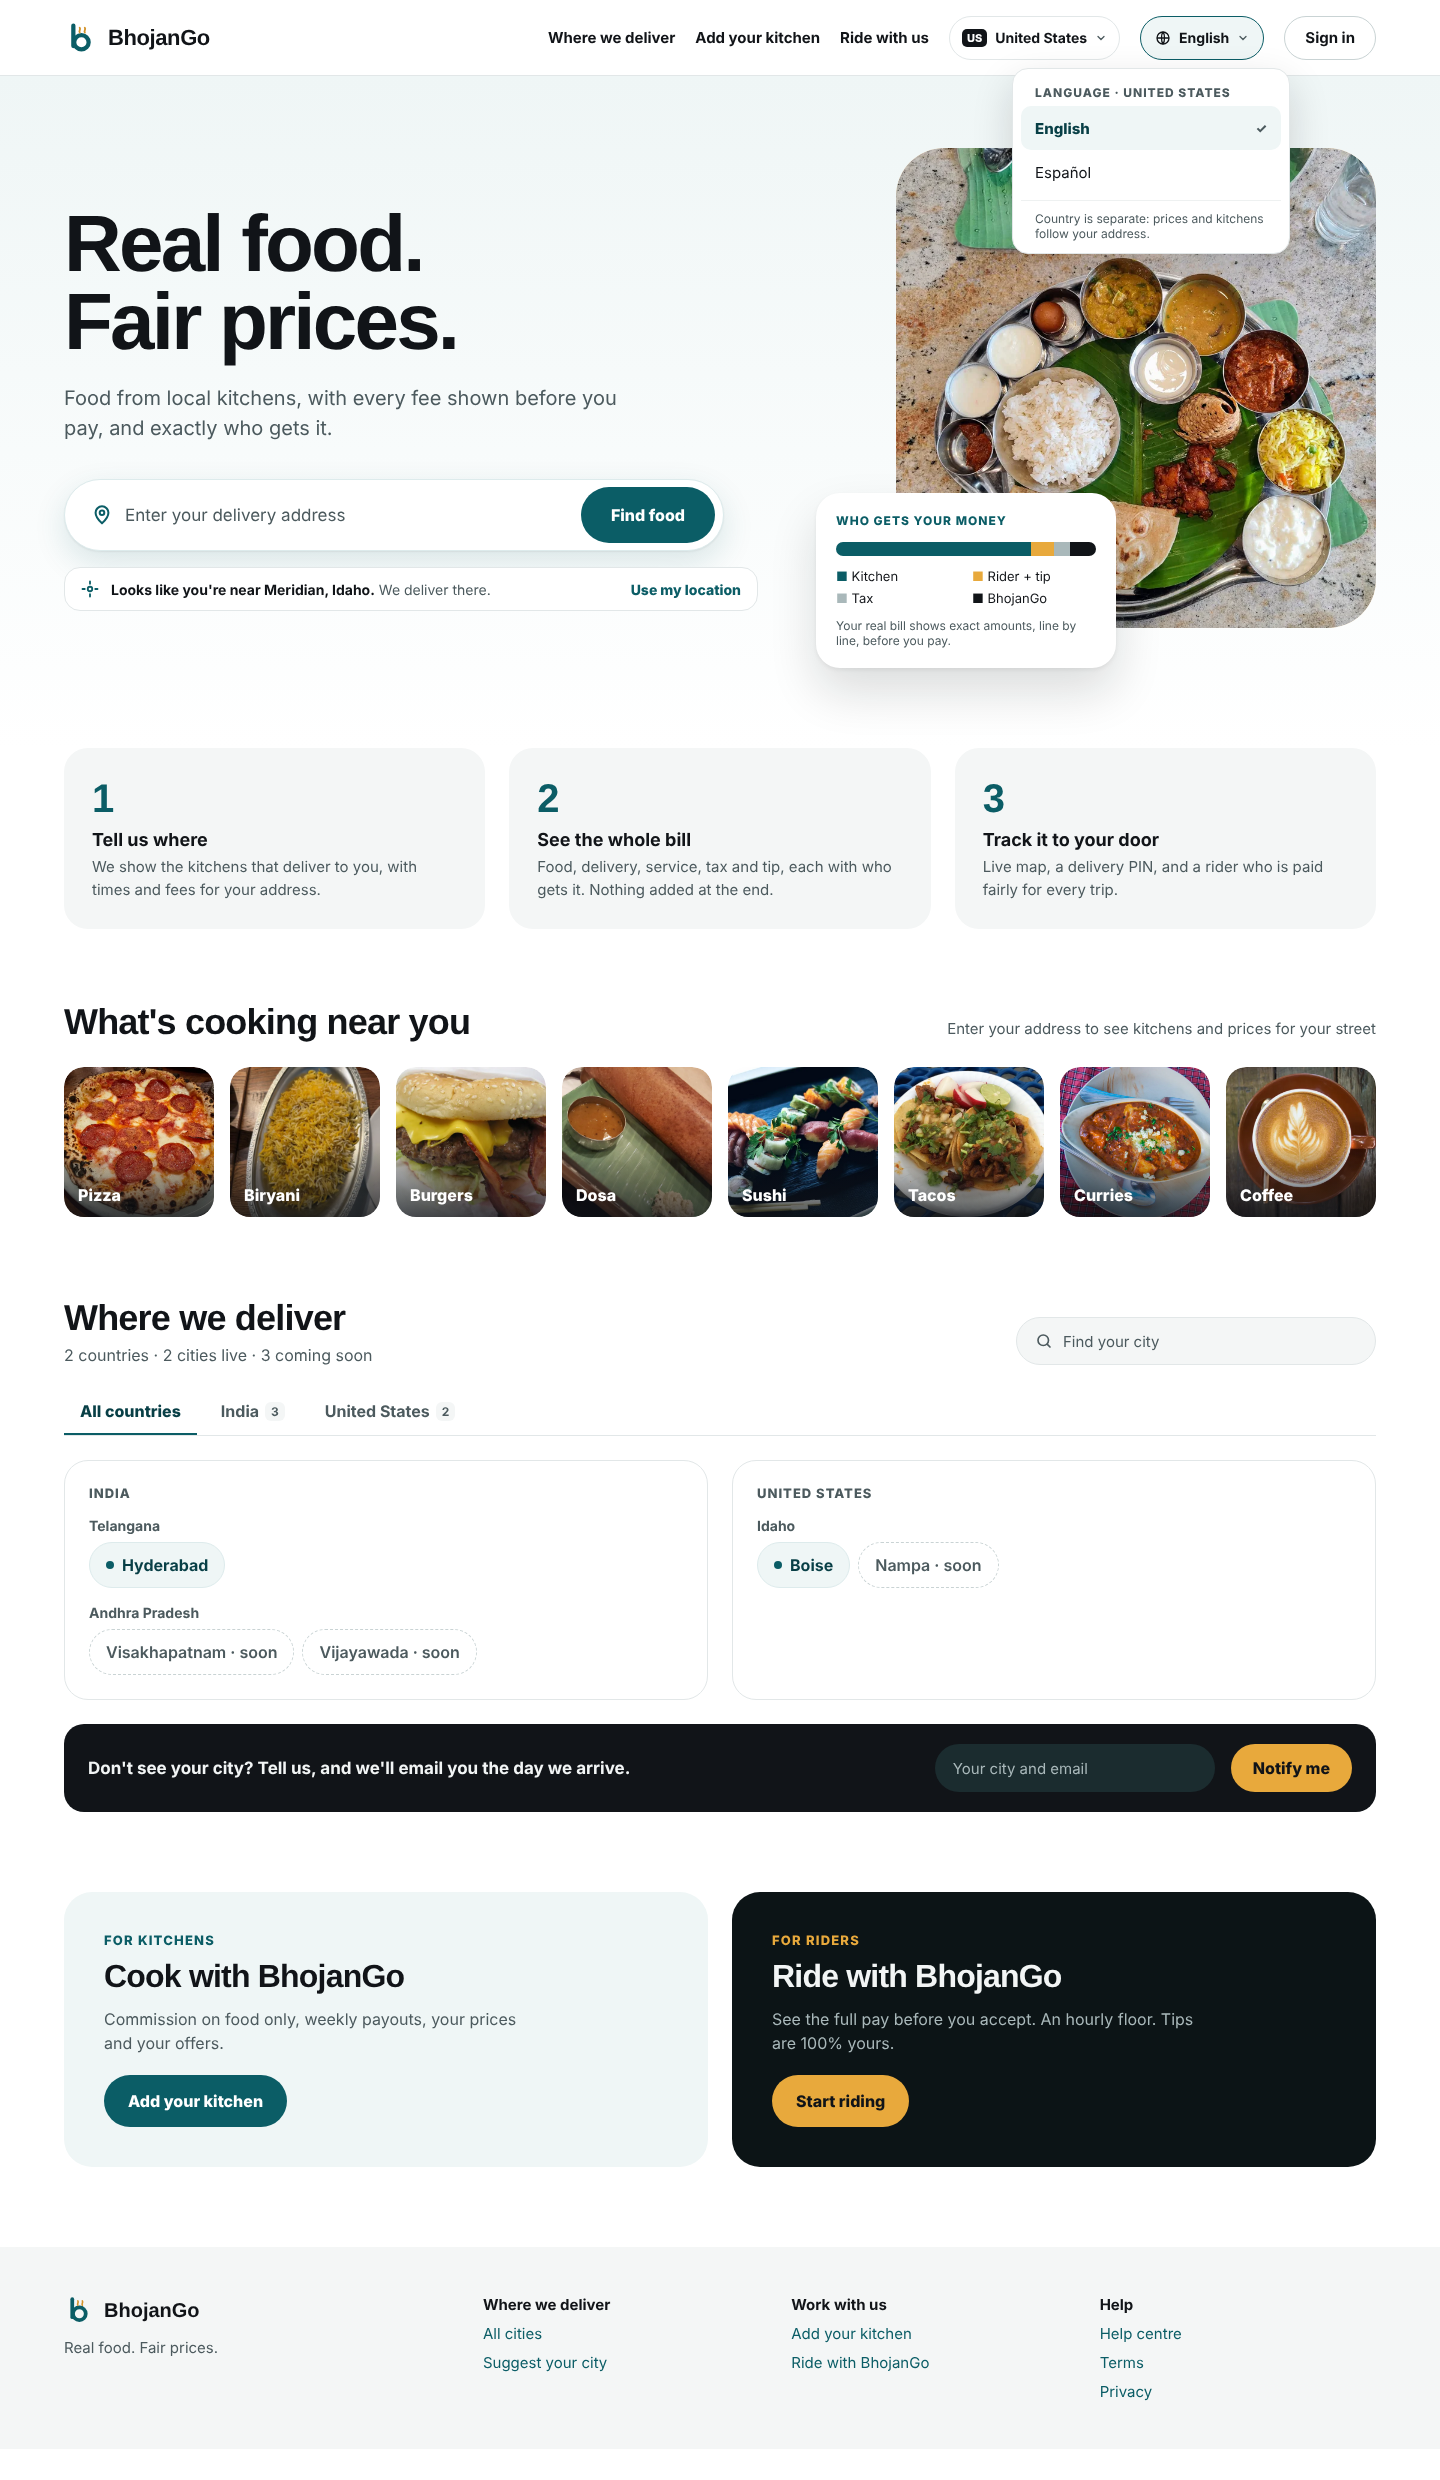 BhojanGo
Where we deliver
Add your kitchen
Ride with us
US United States
English
Sign in
LANGUAGE · UNITED STATES
English
Español
Country is separate: prices and kitchens
follow your address.
Real food.
Fair prices.
Food from local kitchens, with every fee shown before you
pay, and exactly who gets it.
Enter your delivery address
Find food
Looks like you're near Meridian, Idaho. We deliver there.
Use my location
WHO GETS YOUR MONEY
Kitchen
Rider + tip
Tax
BhojanGo
Your real bill shows exact amounts, line by
line, before you pay.
1
Tell us where
We show the kitchens that deliver to you, with
times and fees for your address.
2
See the whole bill
Food, delivery, service, tax and tip, each with who
gets it. Nothing added at the end.
3
Track it to your door
Live map, a delivery PIN, and a rider who is paid
fairly for every trip.
What's cooking near you
Enter your address to see kitchens and prices for your street
Pizza
Biryani
Burgers
Dosa
Sushi
Tacos
Curries
Coffee
Where we deliver
2 countries · 2 cities live · 3 coming soon
Find your city
All countries
India 3
United States 2
INDIA
Telangana
Hyderabad
Andhra Pradesh
Visakhapatnam · soon
Vijayawada · soon
UNITED STATES
Idaho
Boise
Nampa · soon
Don't see your city? Tell us, and we'll email you the day we arrive.
Your city and email
Notify me
FOR KITCHENS
Cook with BhojanGo
Commission on food only, weekly payouts, your prices
and your offers.
Add your kitchen
FOR RIDERS
Ride with BhojanGo
See the full pay before you accept. An hourly floor. Tips
are 100% yours.
Start riding
BhojanGo
Real food. Fair prices.
Where we deliver
All cities
Suggest your city
Work with us
Add your kitchen
Ride with BhojanGo
Help
Help centre
Terms
Privacy